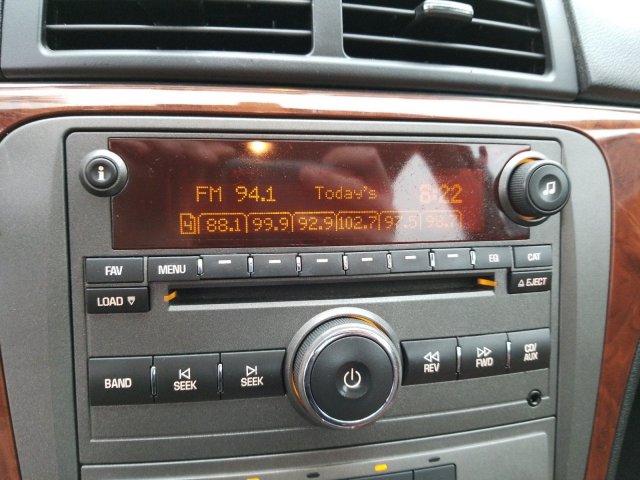 i
FM 94.1 Today's 8:22
4 88.1 99.9 92.9 102.7 97.5
FAV MENU EQ CAT
LOAD EJECT
BAND SEEK SEEK REV FWD CD/
AUX